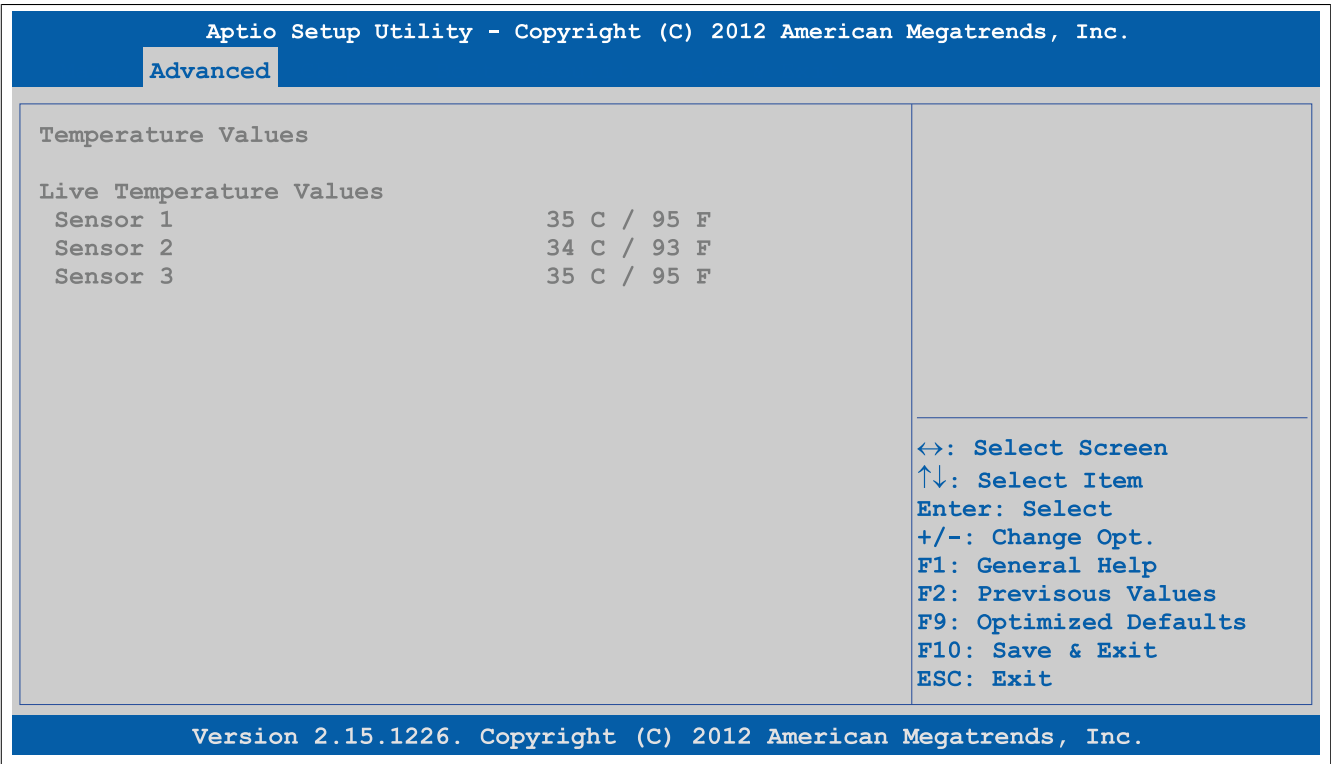 Aptio Setup Utility - Copyright (C) 2012 American Megatrends, Inc.
Advanced
Temperature Values
Live Temperature Values
Sensor 1 35 C / 95 F
Sensor 2 34 C / 93 F
Sensor 3 35 C / 95 F
↔: Select Screen
↑↓: Select Item
Enter: Select
+/-: Change Opt.
F1: General Help
F2: Previsous Values
F9: Optimized Defaults
F10: Save & Exit
ESC: Exit
Version 2.15.1226. Copyright (C) 2012 American Megatrends, Inc.